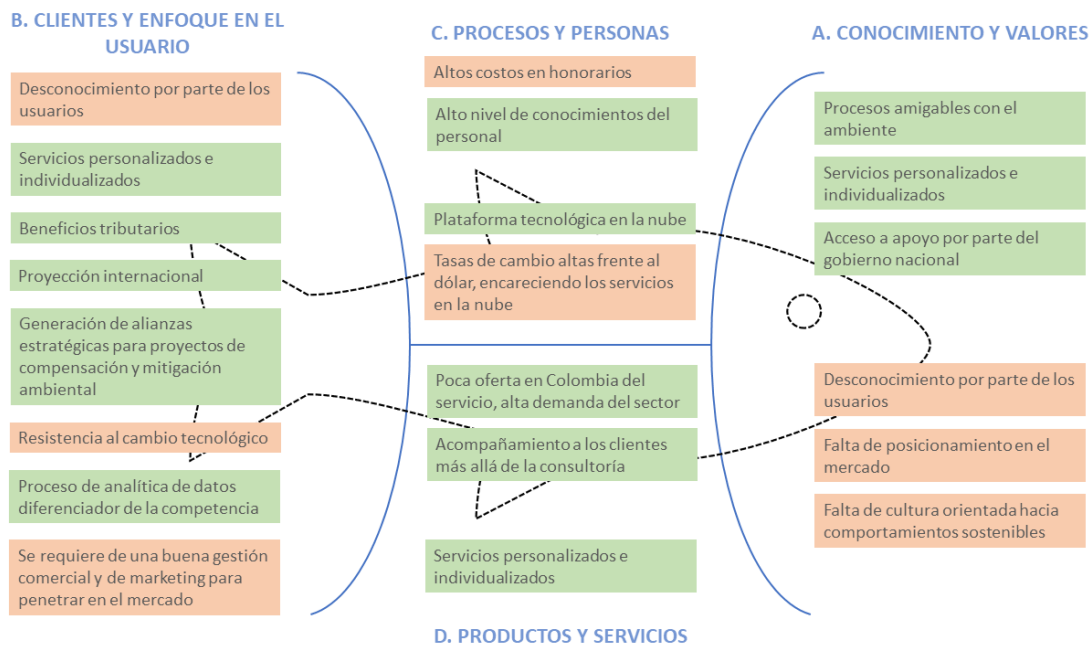 B. CLIENTES Y ENFOQUE EN EL
USUARIO
Desconocimiento por parte de los
usuarios
Servicios personalizados e
individualizados
Beneficios tributarios
Proyección internacional
Generación de alianzas
estratégicas para proyectos de
compensación y mitigación
ambiental
Resistencia al cambio tecnológico
Proceso de analítica de datos
diferenciador de la competencia
Se requiere de una buena gestión
comercial y de marketing para
penetrar en el mercado
C. PROCESOS Y PERSONAS
Altos costos en honorarios
Alto nivel de conocimientos del
personal
Plataforma tecnológica en la nube
Tasas de cambio altas frente al
dólar, encareciendo los servicios
en la nube
Poca oferta en Colombia del
servicio, alta demanda del sector
Acompañamiento a los clientes
más allá de la consultoría
Servicios personalizados e
individualizados
D. PRODUCTOS Y SERVICIOS
A. CONOCIMIENTO Y VALORES
Procesos amigables con el
ambiente
Servicios personalizados e
individualizados
Acceso a apoyo por parte del
gobierno nacional
Desconocimiento por parte de los
usuarios
Falta de posicionamiento en el
mercado
Falta de cultura orientada hacia
comportamientos sostenibles